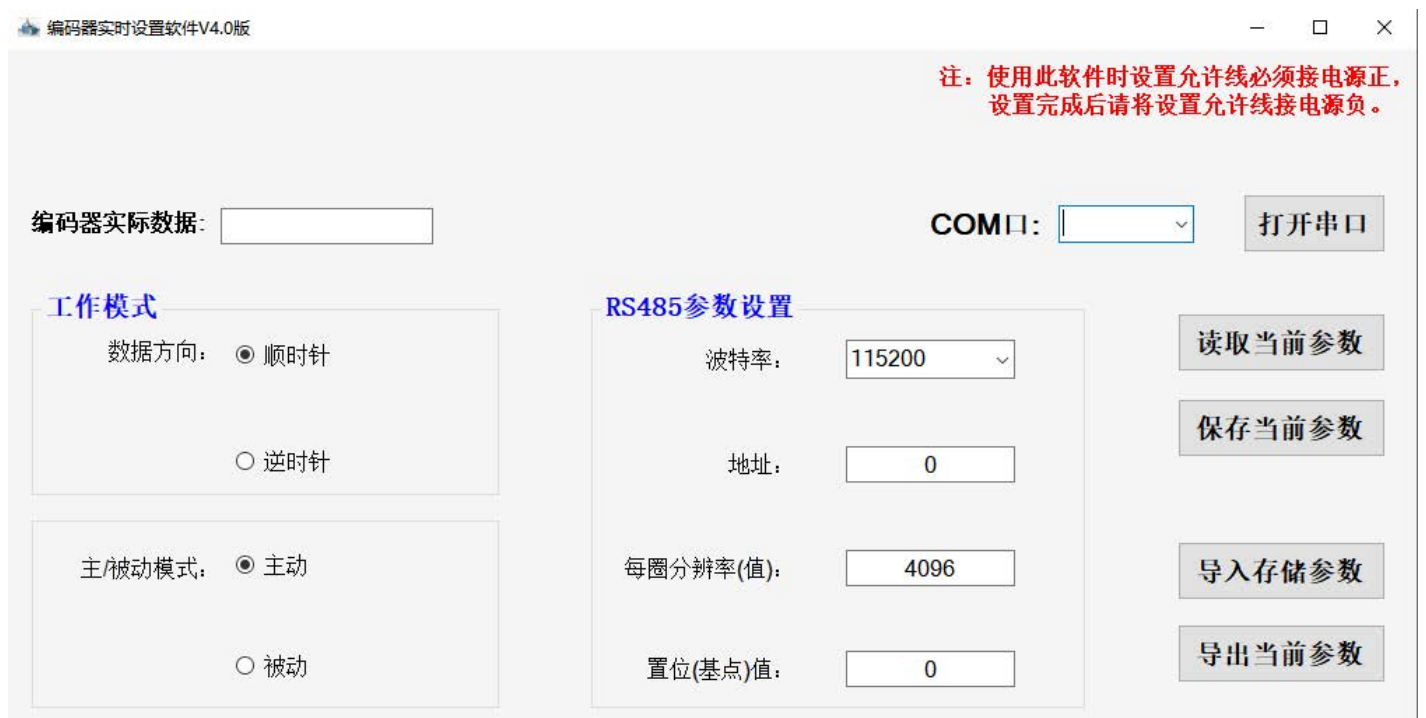 编码器实时设置软件V4.0版
注：使用此软件时设置允许线必须接电源正，
设置完成后请将设置允许线接电源负。
编码器实际数据:
COM口:
打开串口
工作模式
数据方向：
顺时针
逆时针
主/被动模式：
主动
被动
RS485参数设置
波特率：
115200
地址：
0
每圈分辨率(值)：
4096
置位(基点)值：
0
读取当前参数
保存当前参数
导入存储参数
导出当前参数